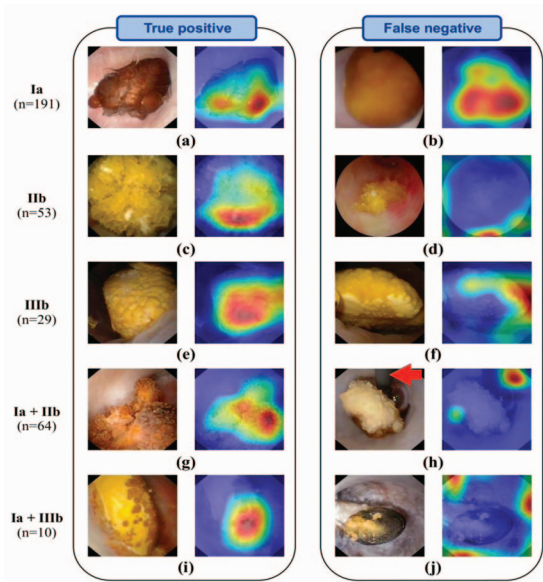 True positive
False negative
Ia
(n=191)
(a)
(b)
IIb
(n=53)
(c)
(d)
IIIb
(n=29)
(e)
(f)
Ia + IIb
(n=64)
(g)
(h)
Ia + IIIb
(n=10)
(i)
(j)